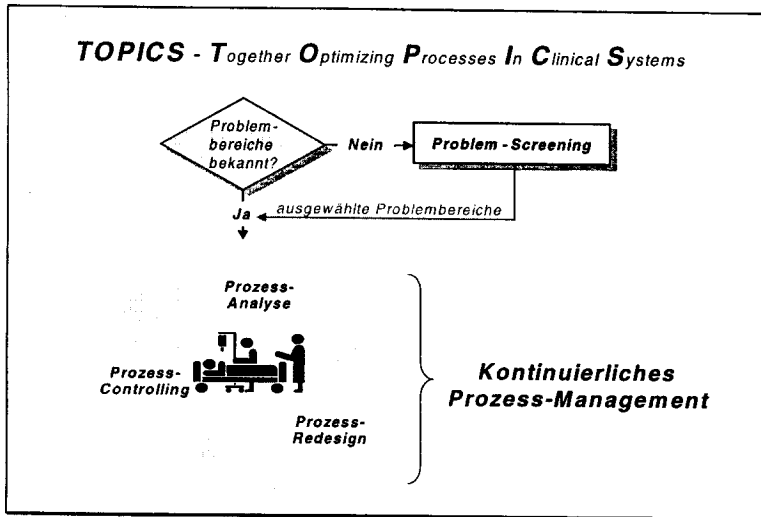 TOPICS - Together Optimizing Processes In Clinical Systems
Problem-
bereiche
bekannt?
Nein
Problem-Screening
Ja
ausgewählte Problembereiche
Prozess-
Analyse
Prozess-
Controlling
Prozess-
Redesign
Kontinuierliches
Prozess-Management